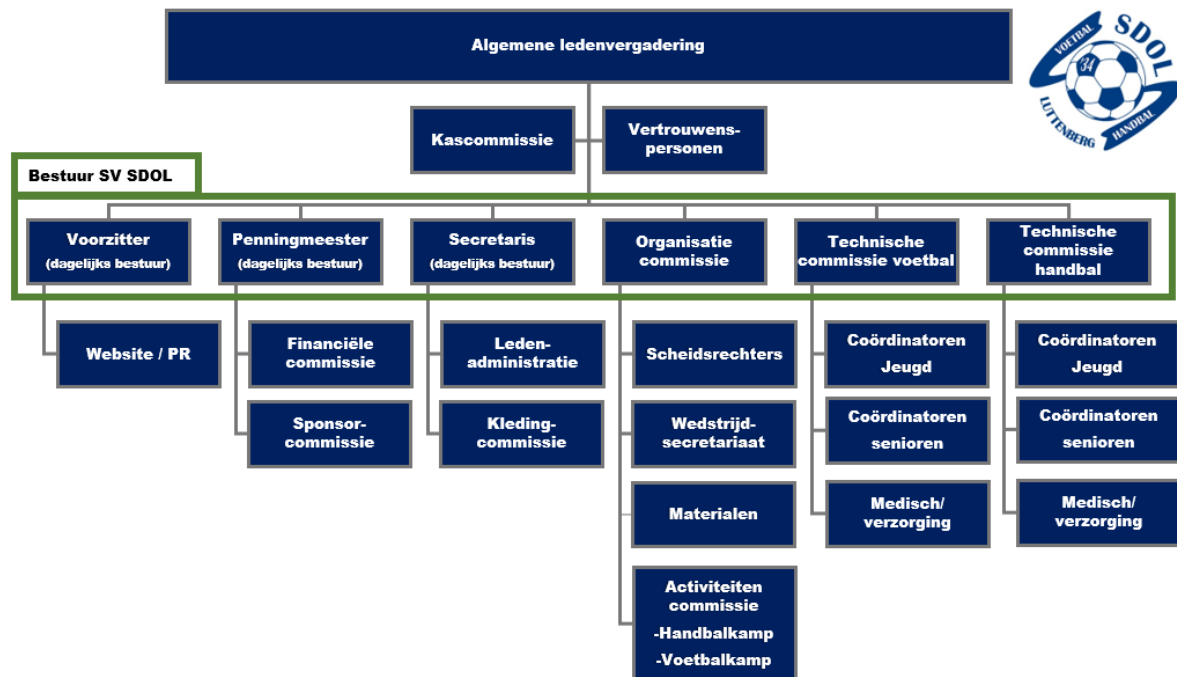 Algemene ledenvergadering
VOETBAL
SDOL
'34
LUTTENBERG
HANDBAL
Kascommissie
Vertrouwens-
personen
Bestuur SV SDOL
Voorzitter
(dagelijks bestuur)
Penningmeester
(dagelijks bestuur)
Secretaris
(dagelijks bestuur)
Organisatie
commissie
Technische
commissie voetbal
Technische
commissie
handbal
Website / PR
Financiële
commissie
Leden-
administratie
Scheidsrechters
Coördinatoren
Jeugd
Coördinatoren
Jeugd
Sponsor-
commissie
Kleding-
commissie
Wedstrijd-
secretariaat
Coördinatoren
senioren
Coördinatoren
senioren
Materialen
Medisch/
verzorging
Medisch/
verzorging
Activiteiten
commissie
-Handbalkamp
-Voetbalkamp